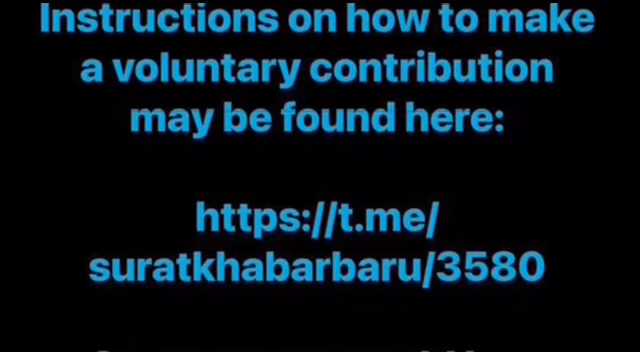 Instructions on how to make
a voluntary contribution
may be found here:
https://t.me/
suratkhabarbaru/3580